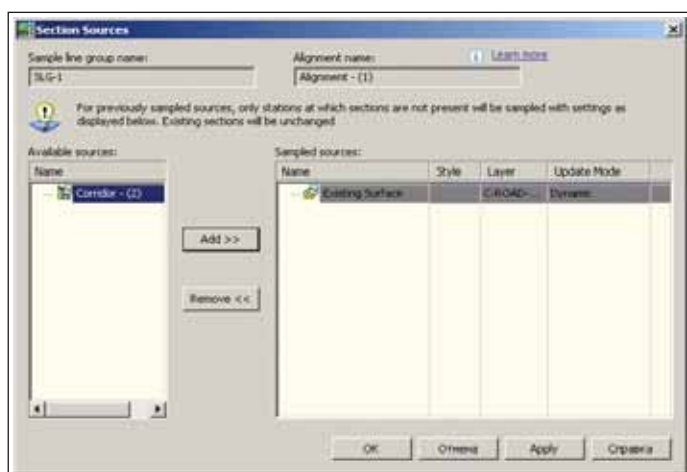 Section Sources
Sample line group name:
Alignment name:
Learn more
SLG-1
Alignment - (1)
For previously sampled sources, only stations at which sections are not present will be sampled with settings as
displayed below. Existing sections will be unchanged
Available sources:
Sampled sources:
Name
Name Style Layer Update Mode
Corridor - (2)
Existing Surface C-ROAD-... Dynamic
Add >>
Remove <<
OK Отмена Apply Справка